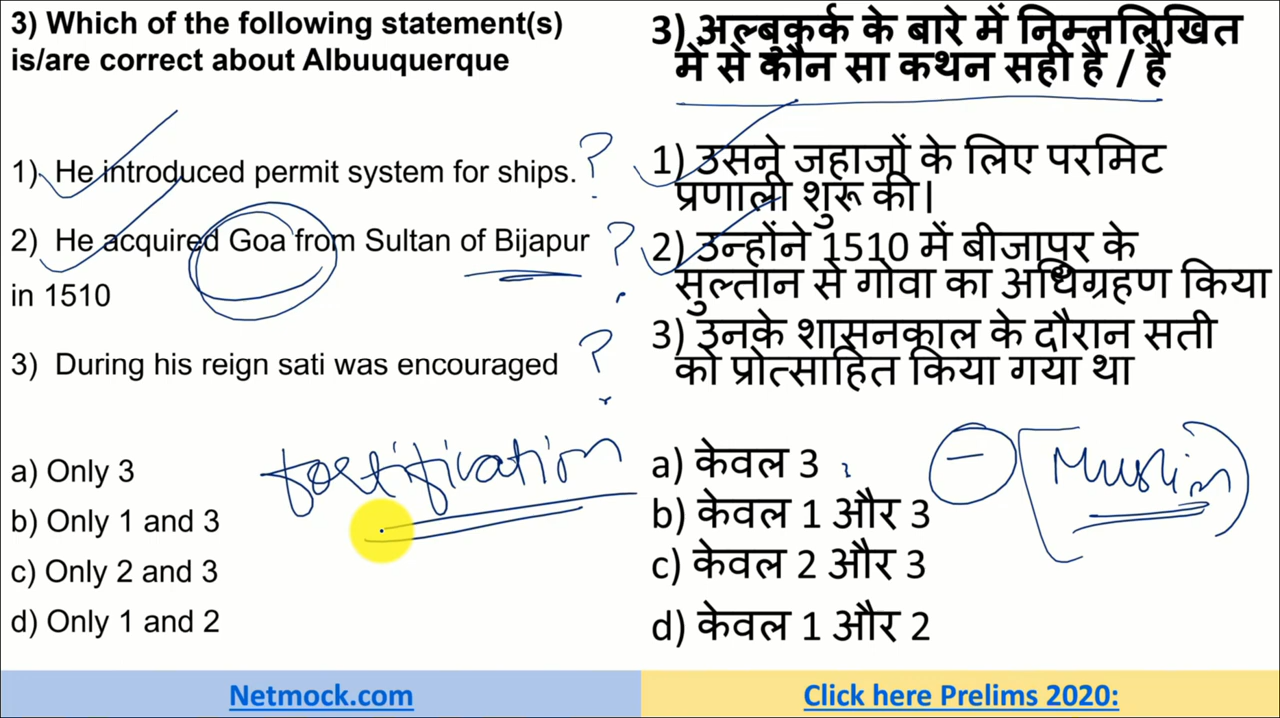 3) Which of the following statement(s)
is/are correct about Albuuquerque
1) He introduced permit system for ships. ?
2) He acquired Goa from Sultan of Bijapur ?
in 1510
3) During his reign sati was encouraged ?
a) Only 3
b) Only 1 and 3
c) Only 2 and 3
d) Only 1 and 2
fortification
3) अल्बुकर्क के बारे में निम्नलिखित
में से कौन सा कथन सही है / हैं
1) उसने जहाजों के लिए परमिट
प्रणाली शुरू की।
2) उन्होंने 1510 में बीजापुर के
सुल्तान से गोवा का अधिग्रहण किया
3) उनके शासनकाल के दौरान सती
को प्रोत्साहित किया गया था
a) केवल 3
b) केवल 1 और 3
c) केवल 2 और 3
d) केवल 1 और 2
Muslim
Netmock.com
Click here Prelims 2020: